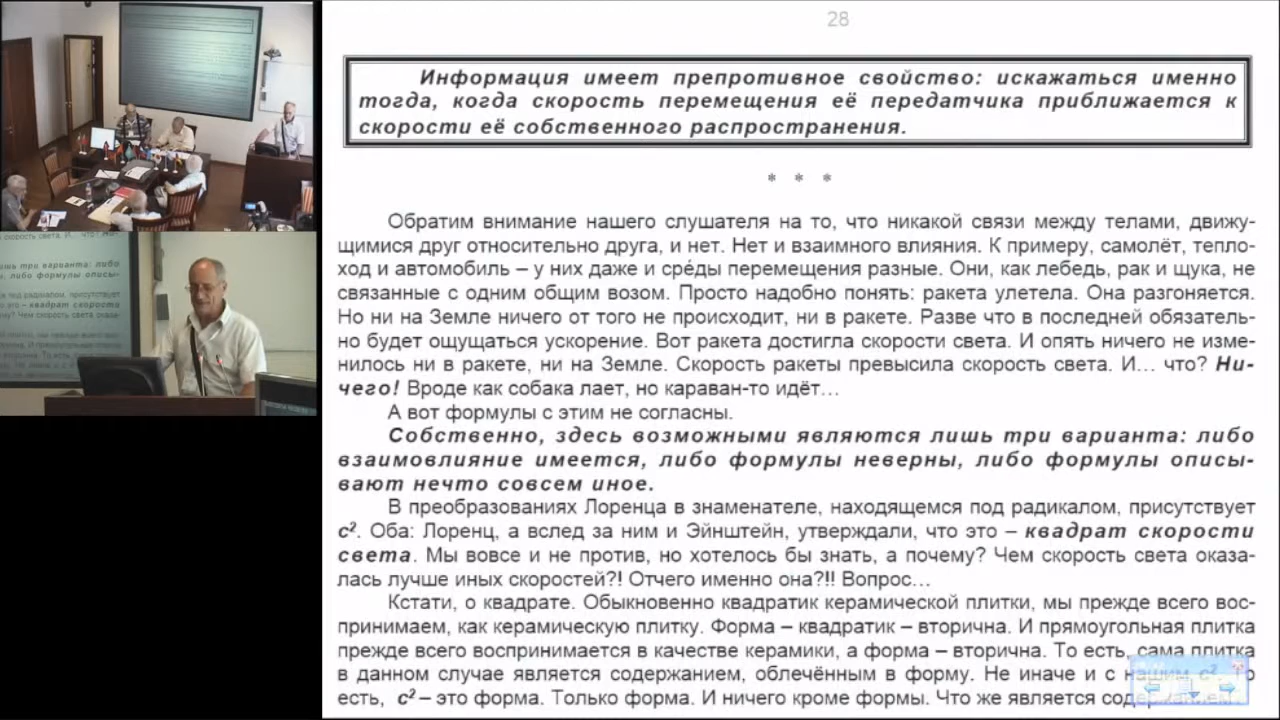 28
Информация имеет препротивное свойство: искажаться именно
тогда, когда скорость перемещения её передатчика приближается к
скорости её собственного распространения.
* * *
Обратим внимание нашего слушателя на то, что никакой связи между телами, движу-
щимися друг относительно друга, и нет. Нет и взаимного влияния. К примеру, самолёт, тепло-
ход и автомобиль – у них даже и сре́ды перемещения разные. Они, как лебедь, рак и щука, не
связанные с одним общим возом. Просто надобно понять: ракета улетела. Она разгоняется.
Но ни на Земле ничего от того не происходит, ни в ракете. Разве что в последней обязатель-
но будет ощущаться ускорение. Вот ракета достигла скорости света. И опять ничего не изме-
нилось ни в ракете, ни на Земле. Скорость ракеты превысила скорость света. И… что? Ни-
чего! Вроде как собака лает, но караван-то идёт…
А вот формулы с этим не согласны.
Собственно, здесь возможными являются лишь три варианта: либо
взаимовлияние имеется, либо формулы неверны, либо формулы описы-
вают нечто совсем иное.
В преобразованиях Лоренца в знаменателе, находящемся под радикалом, присутствует
c². Оба: Лоренц, а вслед за ним и Эйнштейн, утверждали, что это – квадрат скорости
света. Мы вовсе и не против, но хотелось бы знать, а почему? Чем скорость света оказа-
лась лучше иных скоростей?! Отчего именно она?!! Вопрос…
Кстати, о квадрате. Обыкновенно квадратик керамической плитки, мы прежде всего вос-
принимаем, как керамическую плитку. Форма – квадратик – вторична. И прямоугольная плитка
прежде всего воспринимается в качестве керамики, а форма – вторична. То есть, сама плитка
в данном случае является содержанием, облечённым в форму. Не иначе и с нашим c²
есть, c² – это форма. Только форма. И ничего кроме формы. Что же является